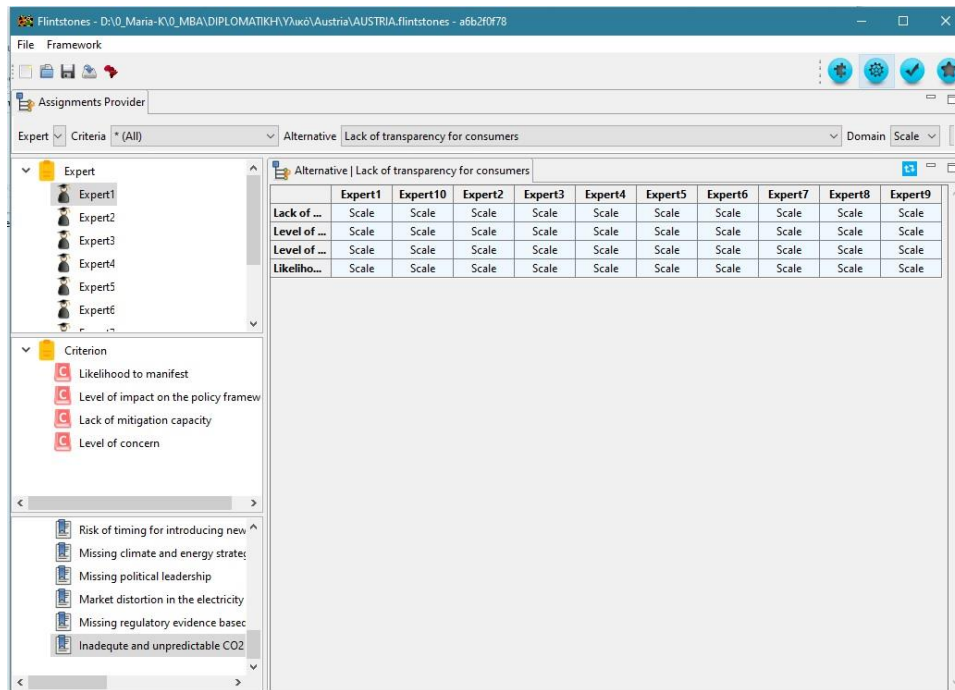 Flintstones - D:\0_Maria-K\0_MBA\DIPLOMATIKH\Υλικό\Austria\AUSTRIA.flintstones - a6b2f0f78
File Framework
Assignments Provider
Expert Criteria * (All) Alternative Lack of transparency for consumers Domain Scale
Expert
Expert1
Expert2
Expert3
Expert4
Expert5
Expert6
Criterion
Likelihood to manifest
Level of impact on the policy framew
Lack of mitigation capacity
Level of concern
Risk of timing for introducing new
Missing climate and energy strateg
Missing political leadership
Market distortion in the electricity
Missing regulatory evidence based
Inadequte and unpredictable CO2
Alternative | Lack of transparency for consumers
Expert1 Expert10 Expert2 Expert3 Expert4 Expert5 Expert6 Expert7 Expert8 Expert9
Lack of ... Scale Scale Scale Scale Scale Scale Scale Scale Scale Scale
Level of ... Scale Scale Scale Scale Scale Scale Scale Scale Scale Scale
Level of ... Scale Scale Scale Scale Scale Scale Scale Scale Scale Scale
Likeliho... Scale Scale Scale Scale Scale Scale Scale Scale Scale Scale